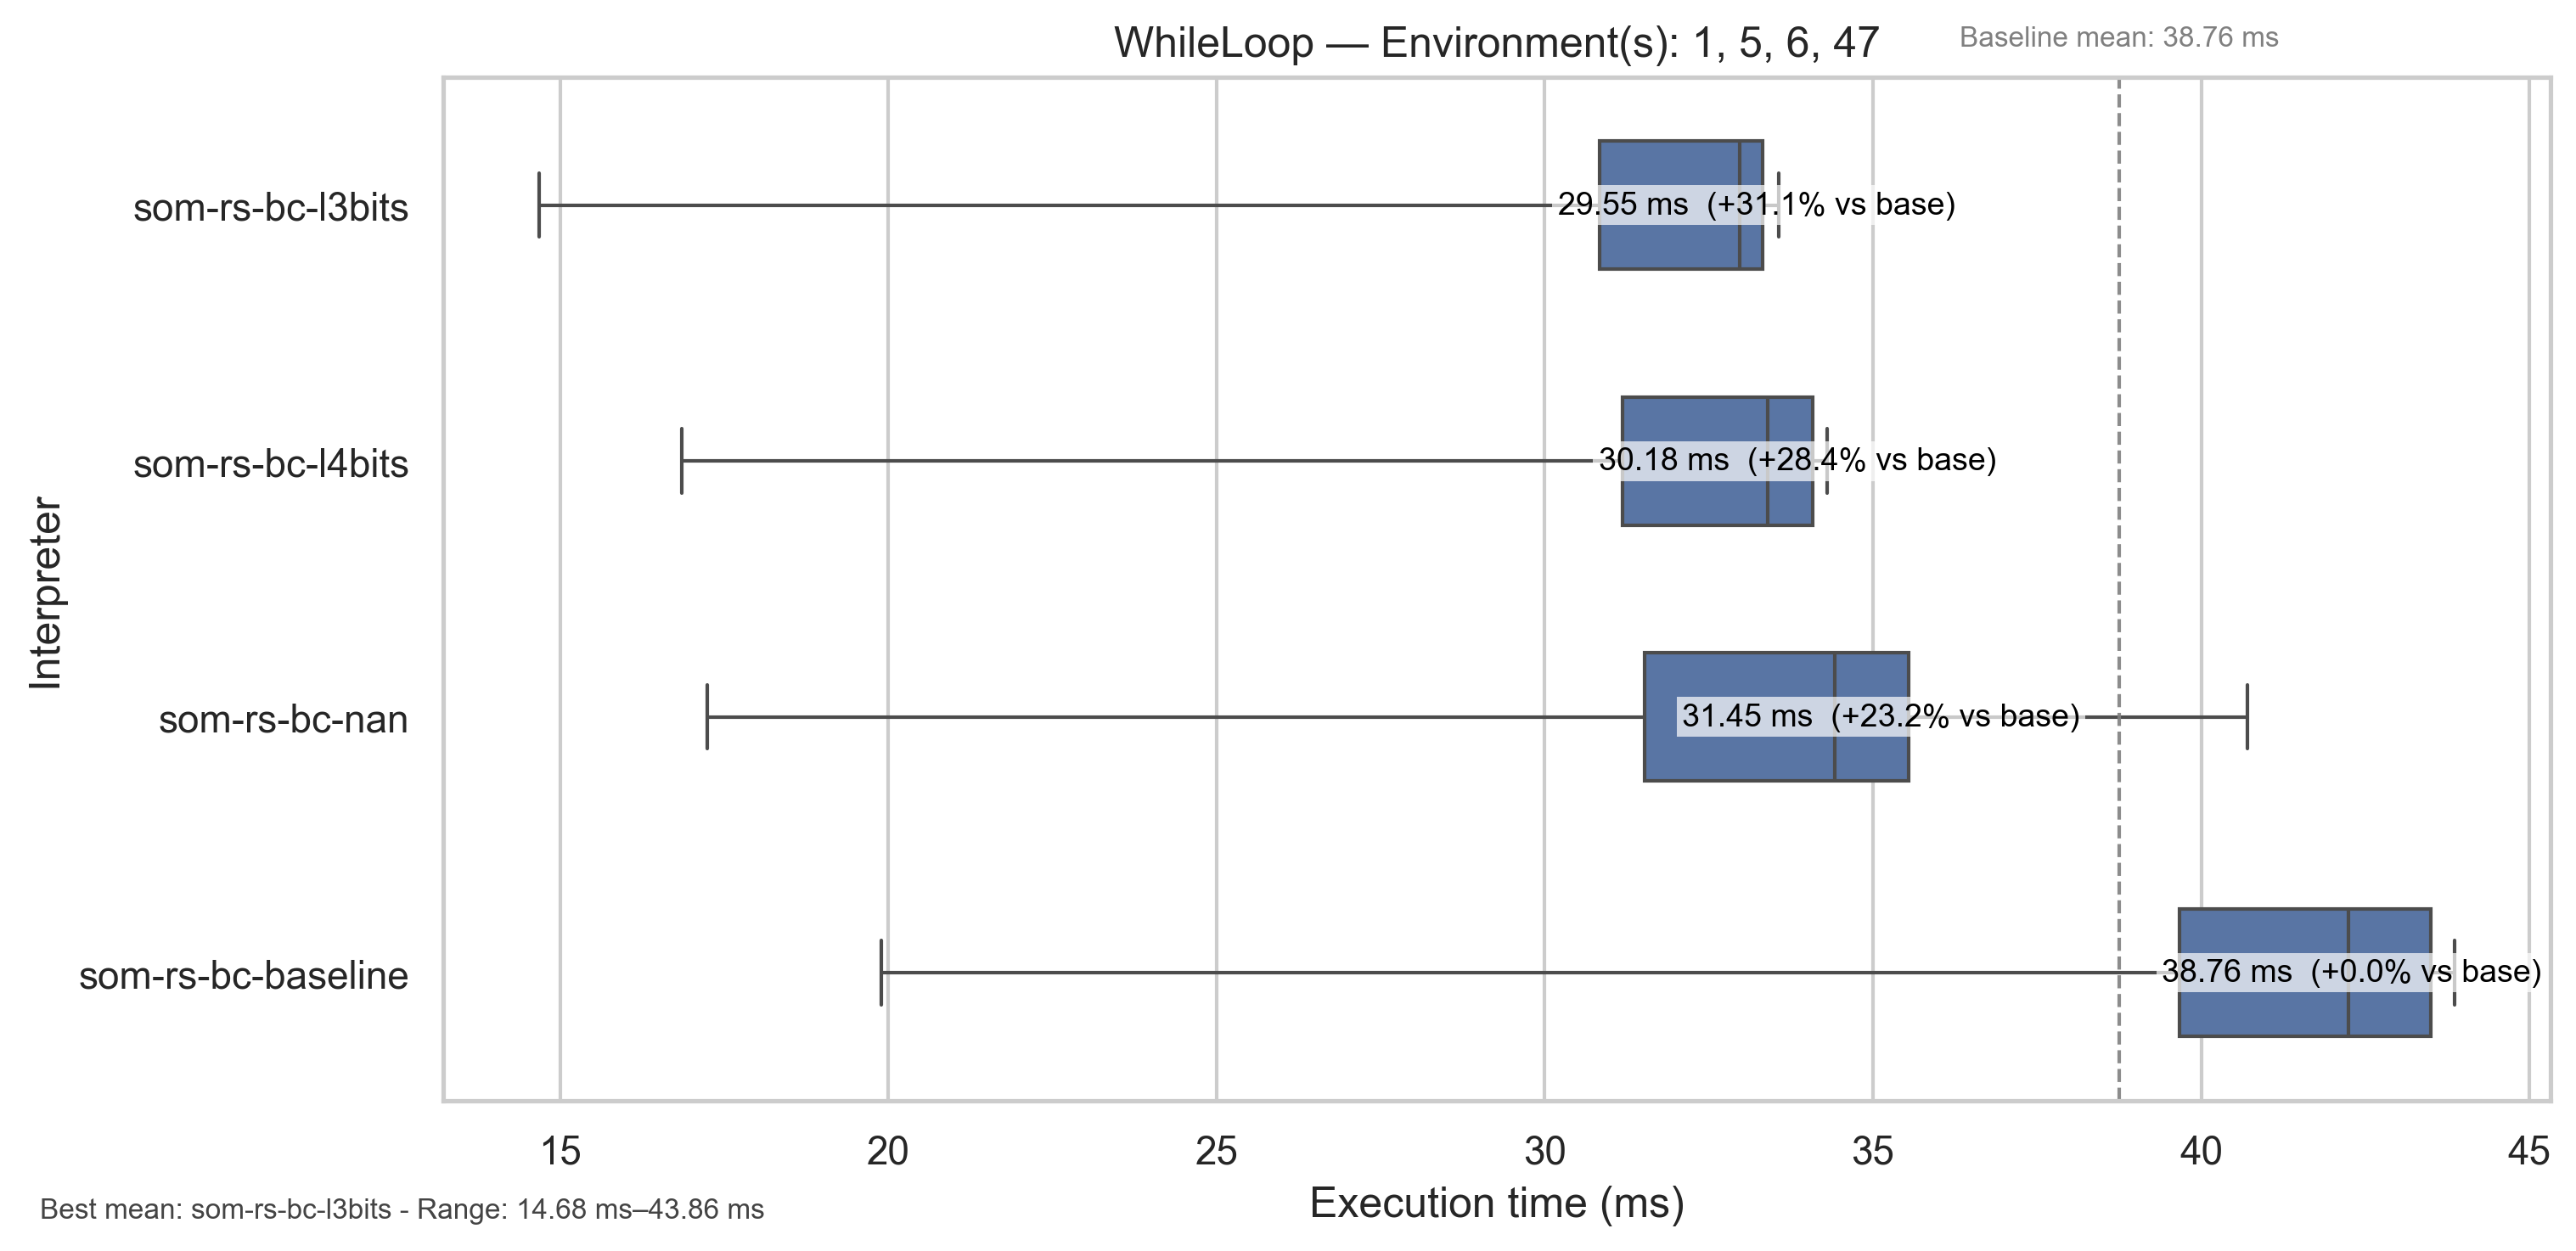 WhileLoop — Environment(s): 1, 5, 6, 47
Baseline mean: 38.76 ms
Interpreter
som-rs-bc-l3bits
29.55 ms (+31.1% vs base)
som-rs-bc-l4bits
30.18 ms (+28.4% vs base)
som-rs-bc-nan
31.45 ms (+23.2% vs base)
som-rs-bc-baseline
38.76 ms (+0.0% vs base)
15 20 25 30 35 40 45
Execution time (ms)
Best mean: som-rs-bc-l3bits - Range: 14.68 ms–43.86 ms